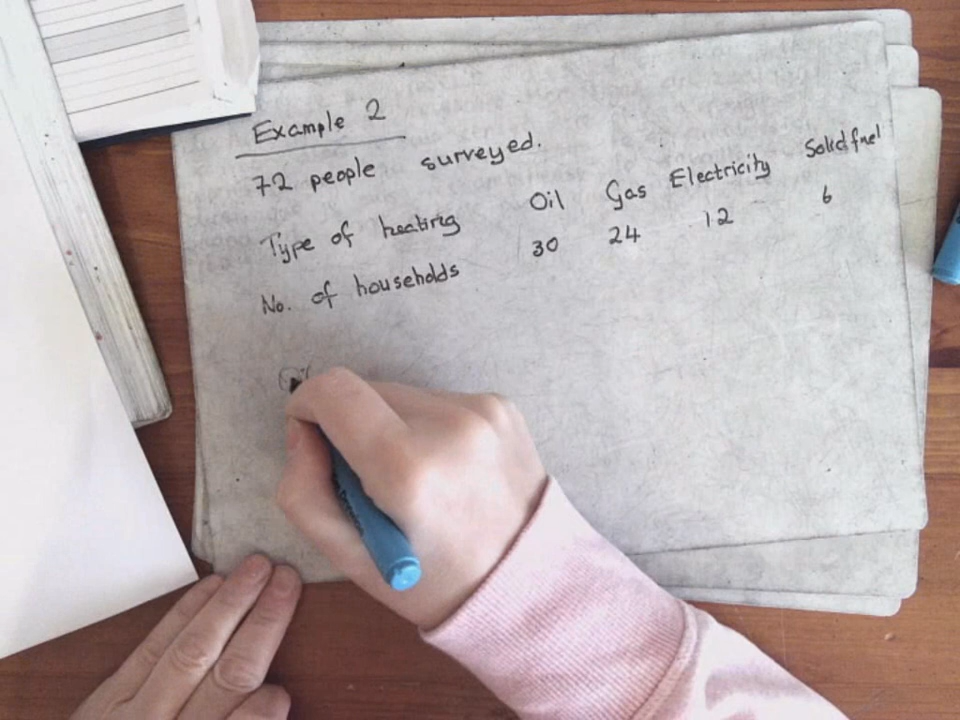 Example 2
72 people surveyed.
Type of heating Oil Gas Electricity Solid fuel
No. of households 30 24 12 6